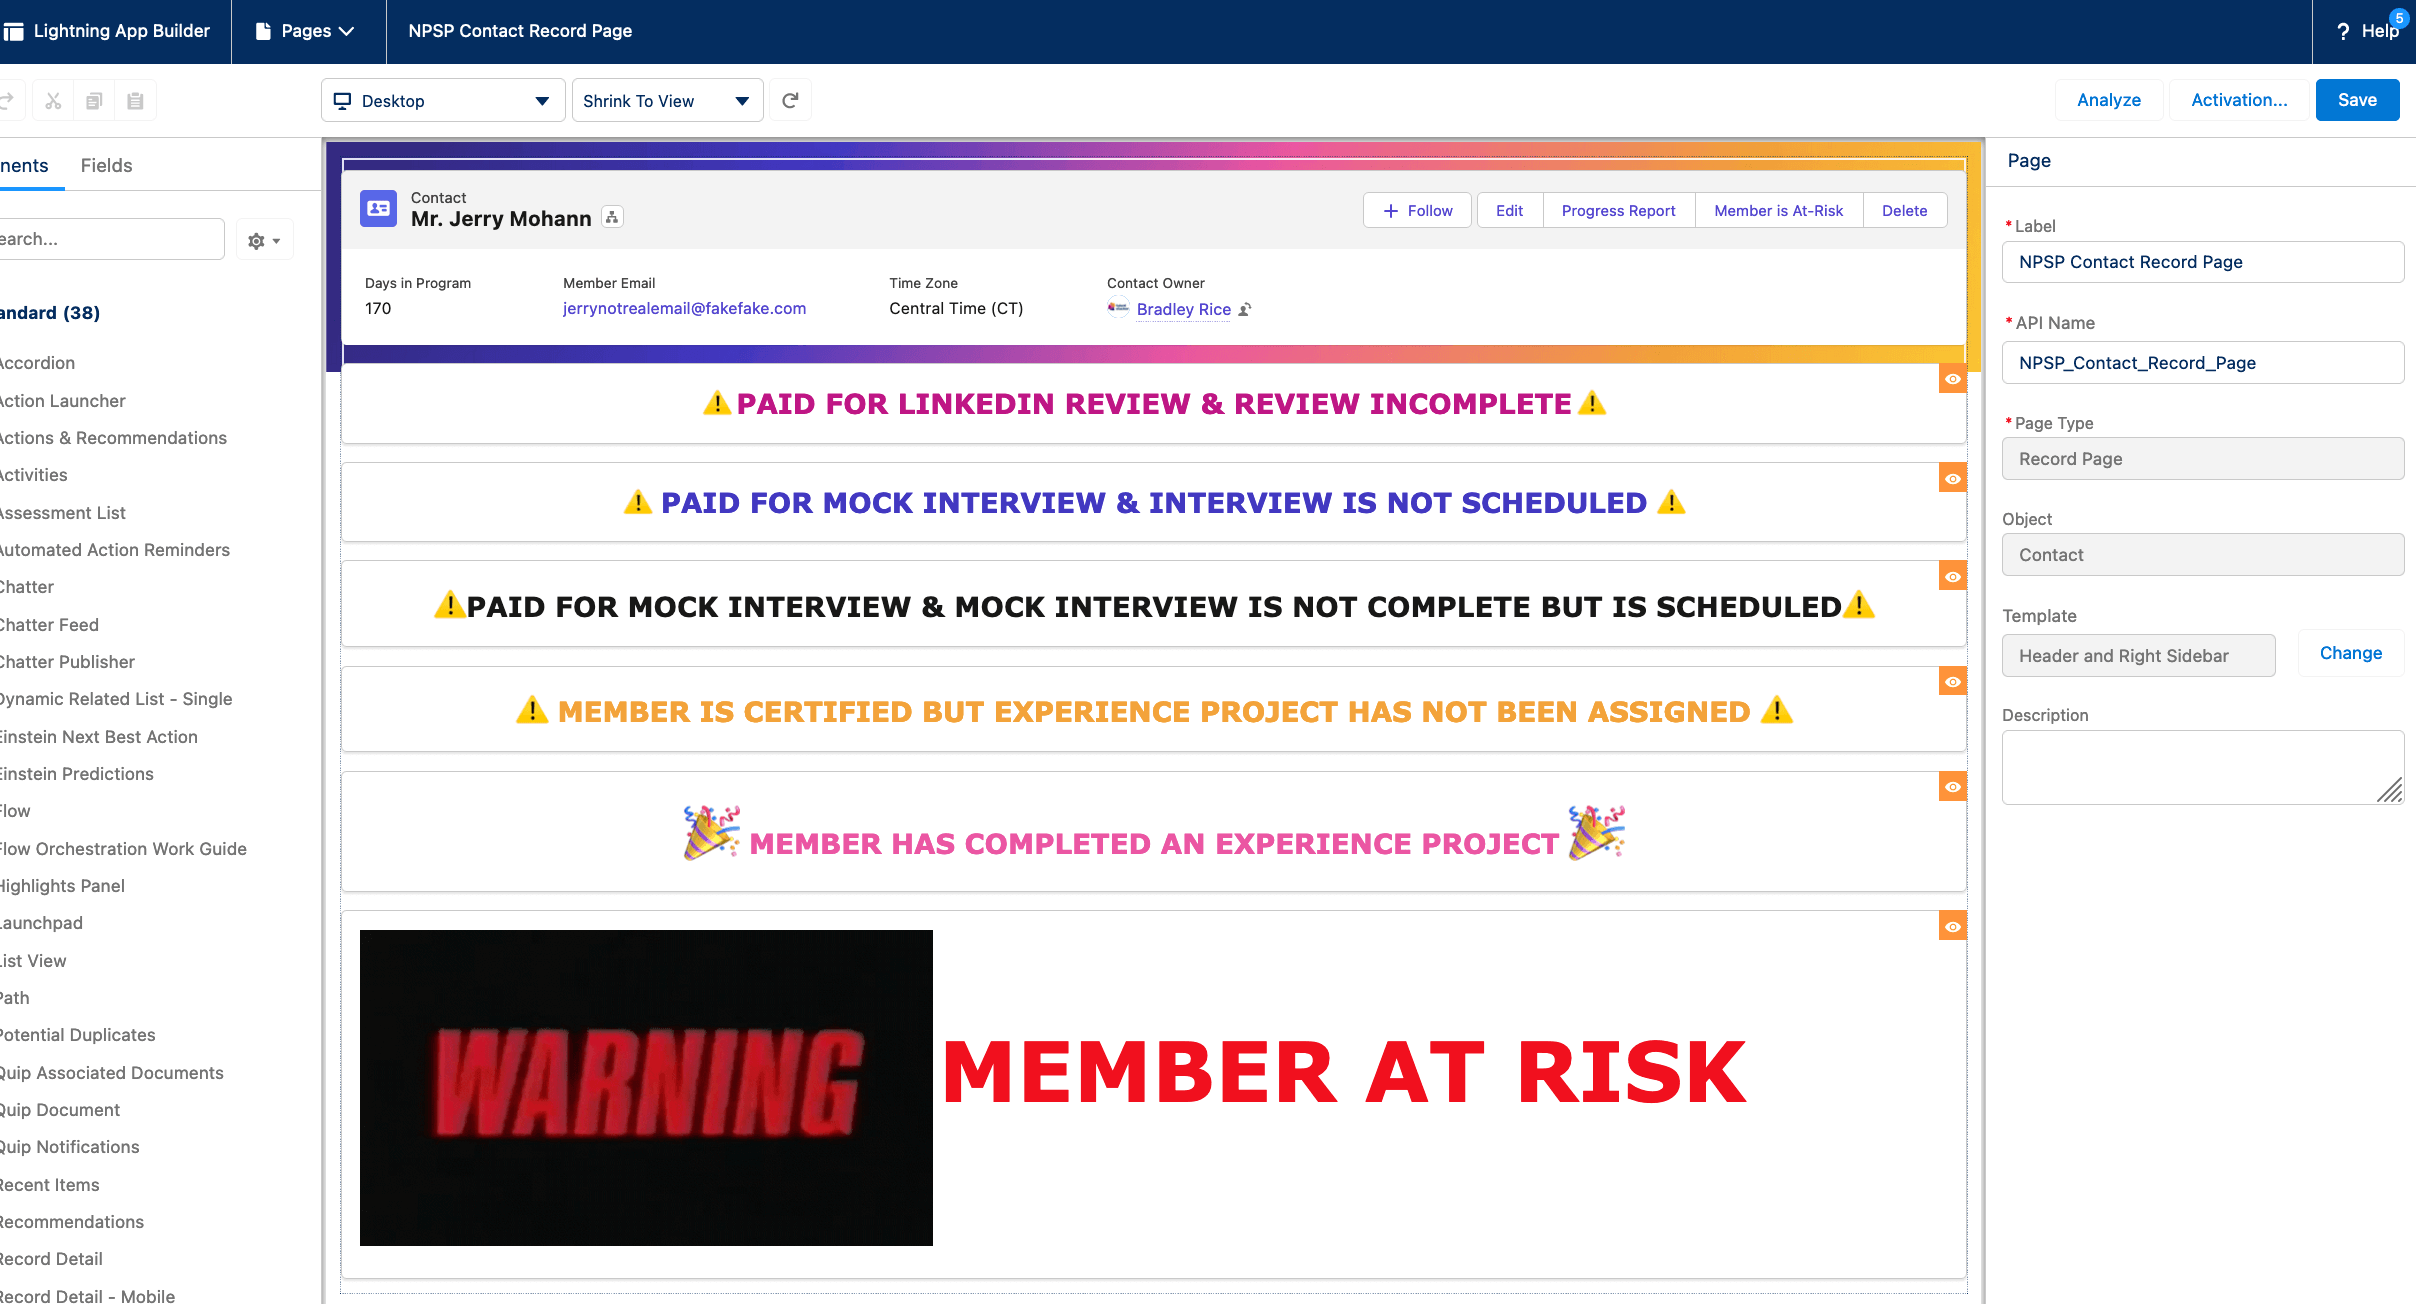 Lightning App Builder
Pages
NPSP Contact Record Page
? Help
5
Desktop
Shrink To View
Analyze
Activation...
Save
nents
Fields
earch...
andard (38)
Accordion
Action Launcher
Actions & Recommendations
Activities
Assessment List
Automated Action Reminders
Chatter
Chatter Feed
Chatter Publisher
Dynamic Related List - Single
Einstein Next Best Action
Einstein Predictions
Flow
Flow Orchestration Work Guide
Highlights Panel
Launchpad
List View
Path
Potential Duplicates
Quip Associated Documents
Quip Document
Quip Notifications
Recent Items
Recommendations
Record Detail
Record Detail - Mobile
Contact
Mr. Jerry Mohann
+ Follow
Edit
Progress Report
Member is At-Risk
Delete
Days in Program
170
Member Email
jerrynotrealemail@fakefake.com
Time Zone
Central Time (CT)
Contact Owner
Bradley Rice
⚠️PAID FOR LINKEDIN REVIEW & REVIEW INCOMPLETE⚠️
⚠️ PAID FOR MOCK INTERVIEW & INTERVIEW IS NOT SCHEDULED ⚠️
⚠️PAID FOR MOCK INTERVIEW & MOCK INTERVIEW IS NOT COMPLETE BUT IS SCHEDULED⚠️
⚠️ MEMBER IS CERTIFIED BUT EXPERIENCE PROJECT HAS NOT BEEN ASSIGNED ⚠️
🎉 MEMBER HAS COMPLETED AN EXPERIENCE PROJECT 🎉
WARNING
MEMBER AT RISK
Page
*Label
NPSP Contact Record Page
*API Name
NPSP_Contact_Record_Page
*Page Type
Record Page
Object
Contact
Template
Header and Right Sidebar
Change
Description